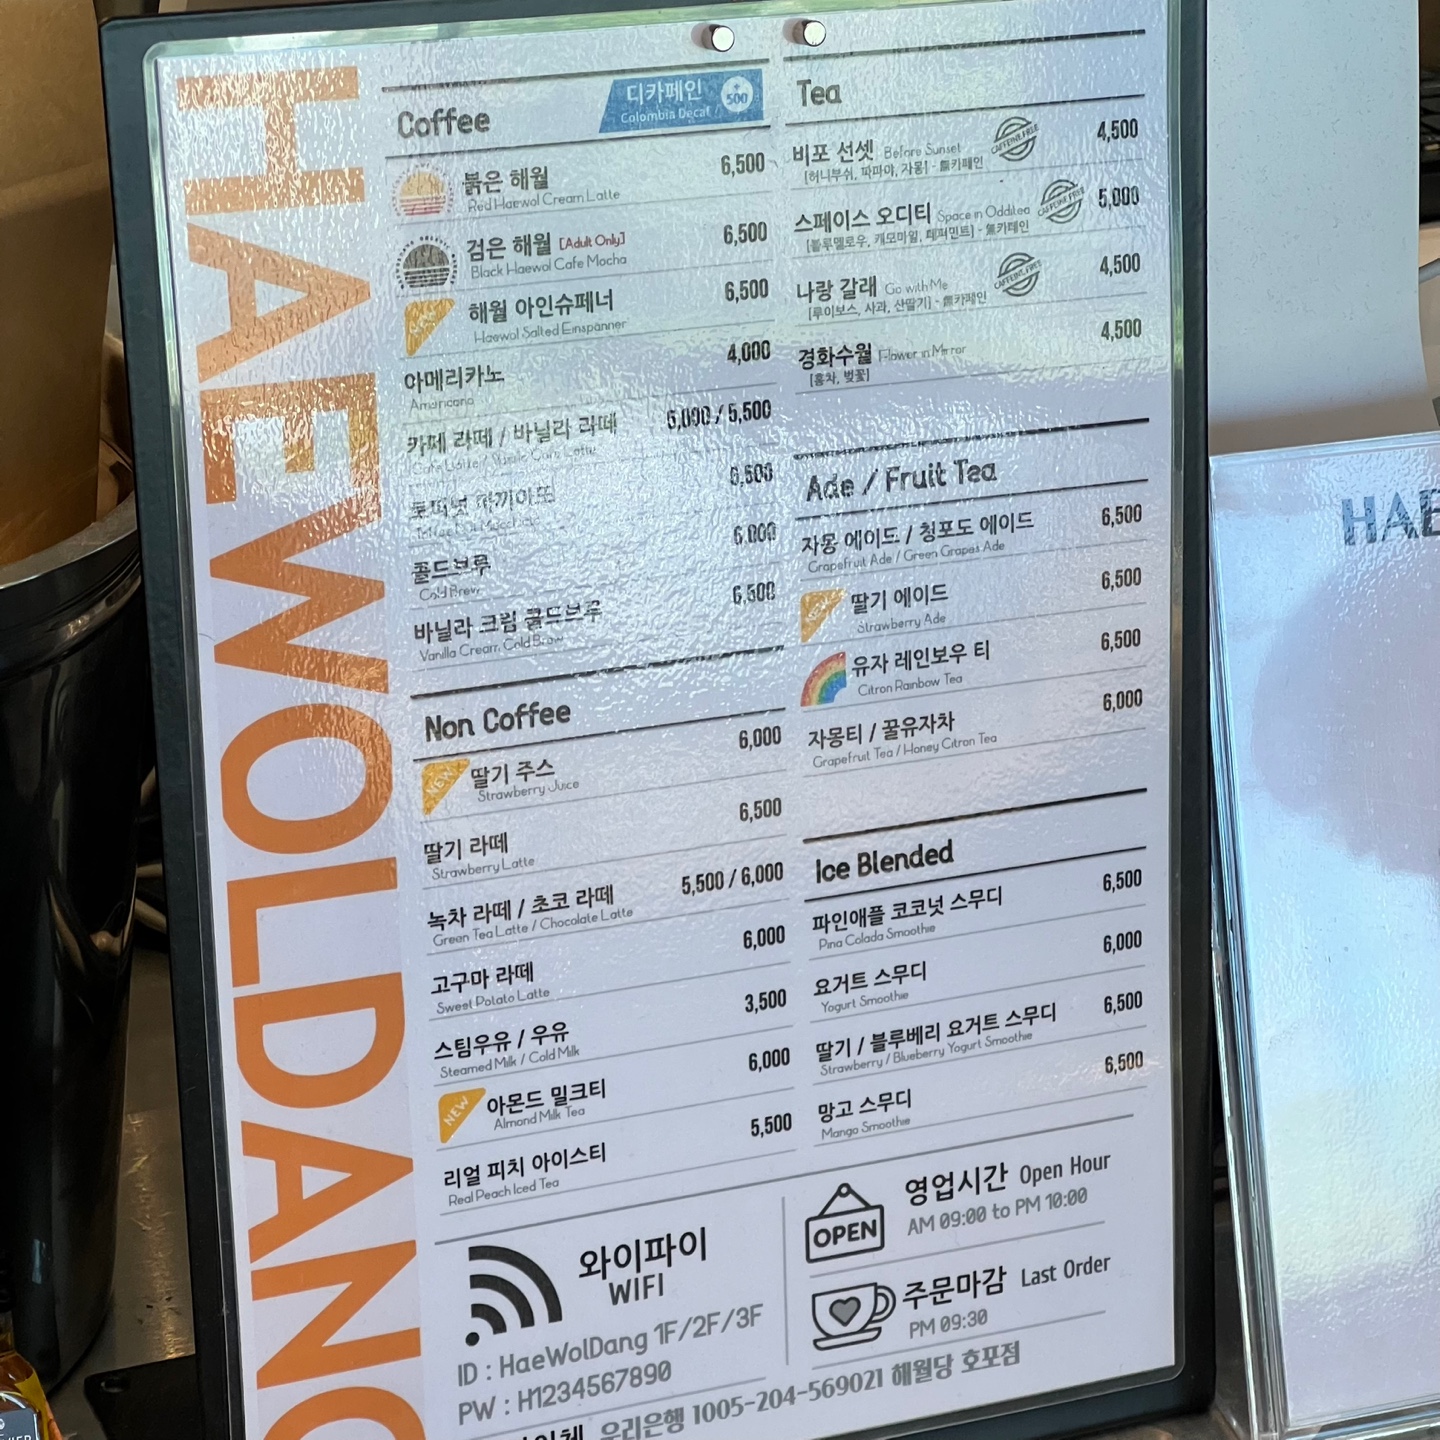 HAEWOLDANG
Coffee
디카페인 + 500
Colombia Decaf
붉은 해월 6,500
Red Haewol Cream Latte
검은 해월 [Adult Only] 6,500
Black Haewol Cafe Mocha
해월 아인슈페너 6,500
Haewol Salted Einspanner
아메리카노 4,000
Americano
카페 라떼 / 바닐라 라떼 5,000 / 5,500
토피넛 마끼아또 6,500
콜드브루 6,000
Cold Brew
바닐라 크림 콜드브루 6,500
Vanilla Cream Cold Brew
Non Coffee
NEW 딸기 주스 6,000
Strawberry Juice
딸기 라떼 6,500
Strawberry Latte
녹차 라떼 / 초코 라떼 5,500 / 6,000
Green Tea Latte / Chocolate Latte
고구마 라떼 6,000
Sweet Potato Latte
스팀우유 / 우유 3,500
Steamed Milk / Cold Milk
NEW 아몬드 밀크티 6,000
Almond Milk Tea
리얼 피치 아이스티 5,500
Real Peach Iced Tea
Tea
비포 선셋 Before Sunset CAFFEINE FREE 4,500
[허니부쉬, 파파야, 자몽] - 無카페인
스페이스 오디티 Space in Odditea CAFFEINE FREE 5,000
[블루멜로우, 캐모마일, 페퍼민트] - 無카페인
나랑 갈래 Go with Me CAFFEINE FREE 4,500
[루이보스, 사과, 산딸기] - 無카페인
경화수월 Flower in Mirror 4,500
[홍차, 벚꽃]
Ade / Fruit Tea
자몽 에이드 / 청포도 에이드 6,500
Grapefruit Ade / Green Grapes Ade
NEW 딸기 에이드 6,500
Strawberry Ade
유자 레인보우 티 6,500
Citron Rainbow Tea
자몽티 / 꿀유자차 6,000
Grapefruit Tea / Honey Citron Tea
Ice Blended
파인애플 코코넛 스무디 6,500
Pina Colada Smoothie
요거트 스무디 6,000
Yogurt Smoothie
딸기 / 블루베리 요거트 스무디 6,500
Strawberry / Blueberry Yogurt Smoothie
망고 스무디 6,500
Mango Smoothie
와이파이
WIFI
ID : HaeWolDang 1F/2F/3F
PW : H1234567890
OPEN
영업시간 Open Hour
AM 09:00 to PM 10:00
주문마감 Last Order
PM 09:30
우리은행 1005-204-569021 해월당 호포점
HAE